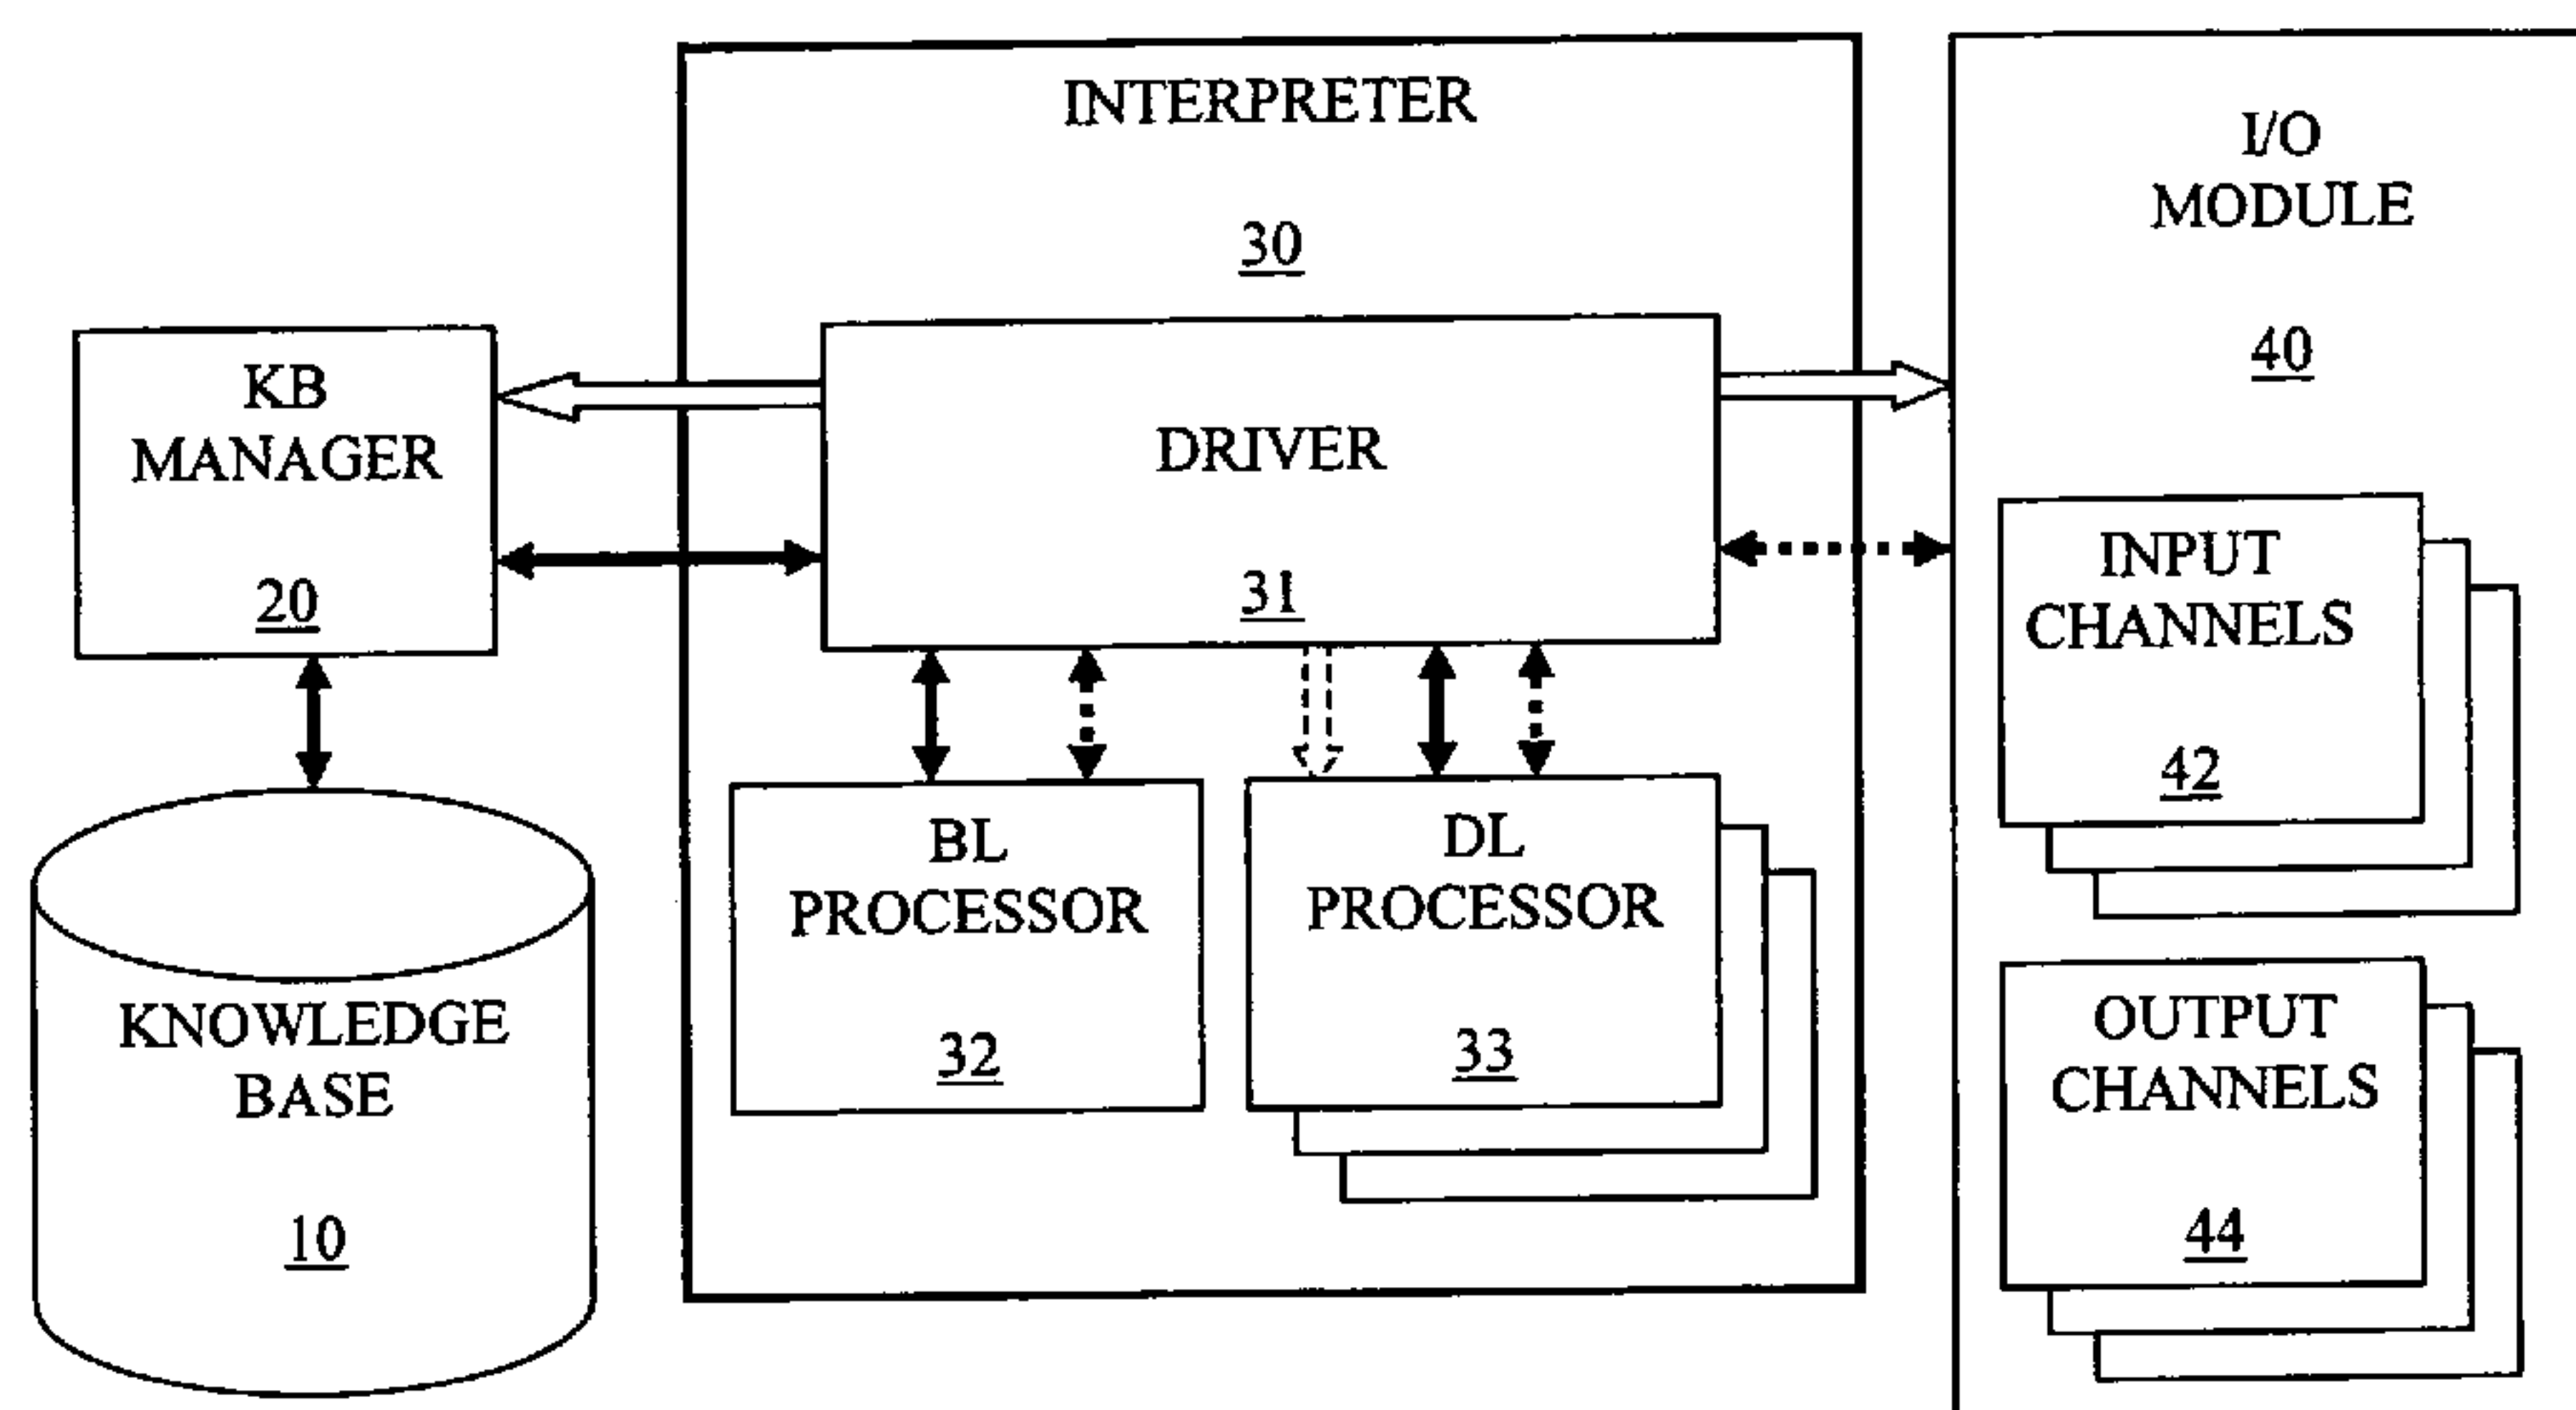 INTERPRETER
30
I/O
MODULE
40
KB
MANAGER
20
DRIVER
31
INPUT
CHANNELS
42
BL
PROCESSOR
32
DL
PROCESSOR
33
OUTPUT
CHANNELS
44
KNOWLEDGE
BASE
10